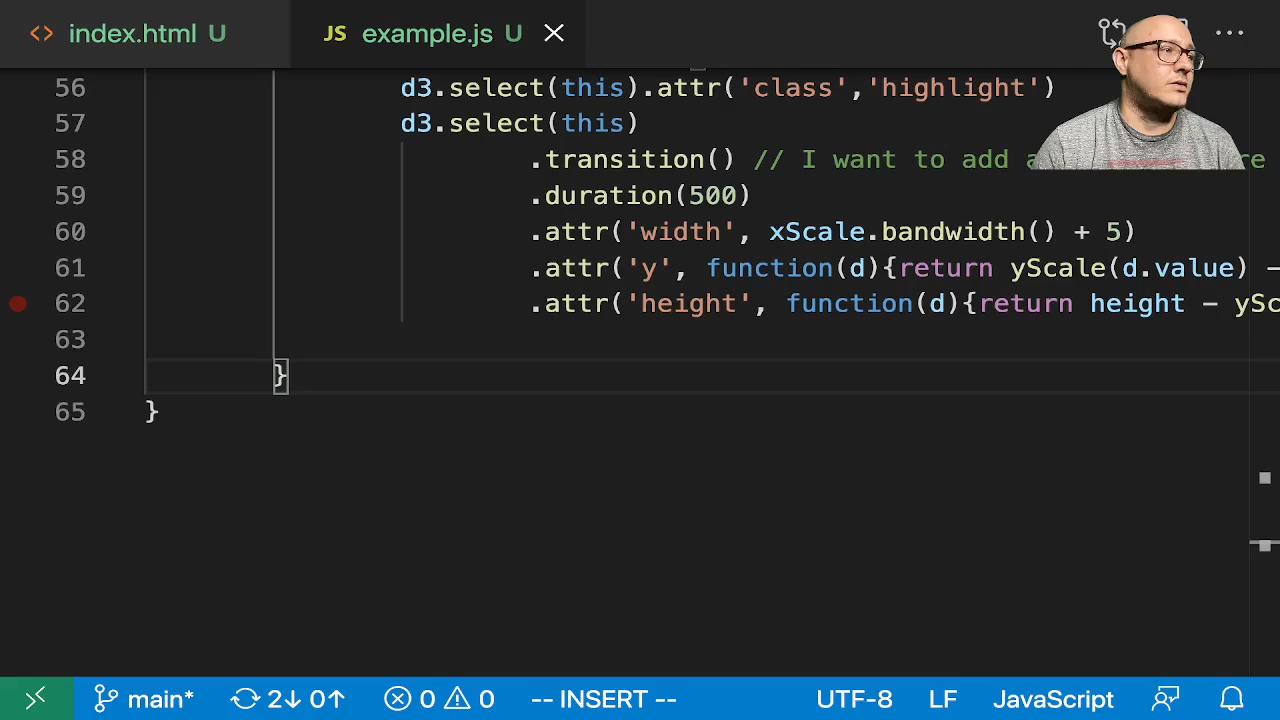 <> index.html U
JS example.js U
56 d3.select(this).attr('class','highlight')
57 d3.select(this)
58 .transition() // I want to add
59 .duration(500)
60 .attr('width', xScale.bandwidth() + 5)
61 .attr('y', function(d){return yScale(d.value) -
62 .attr('height', function(d){return height - ySc
63
64 }
65 }
main* 2↓ 0↑ 0 0 -- INSERT -- UTF-8 LF JavaScript